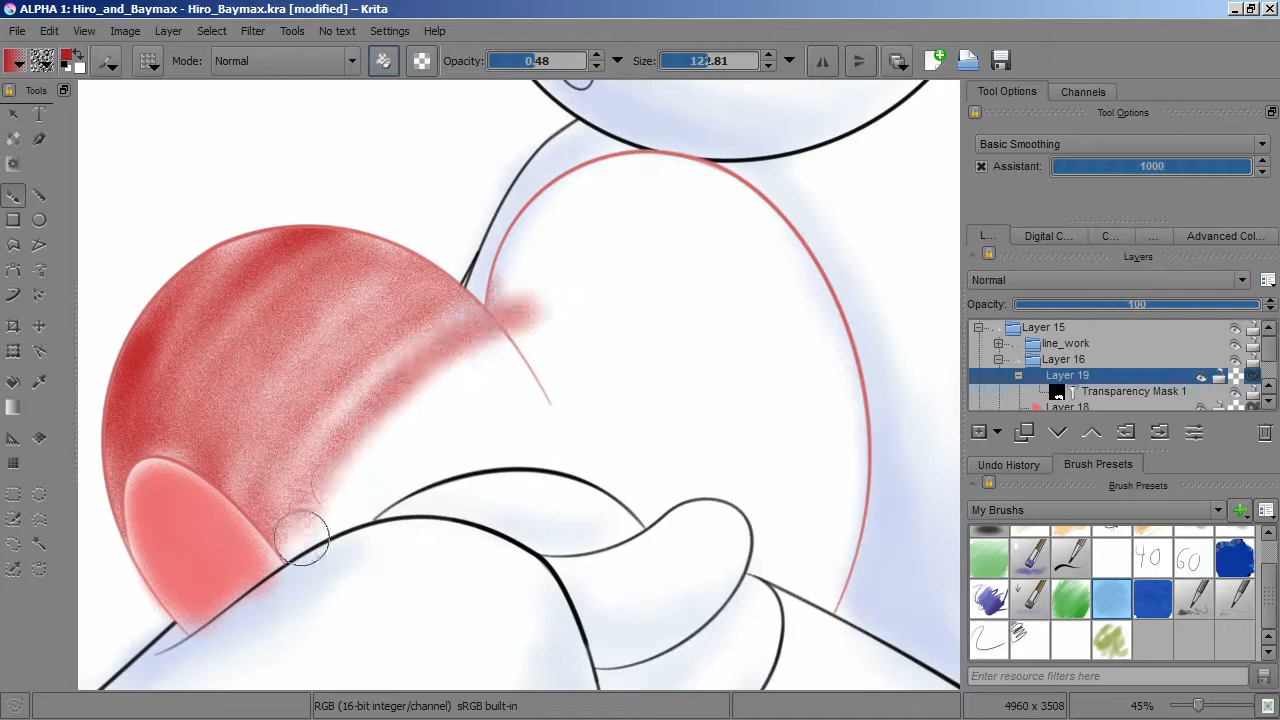 ALPHA 1: Hiro_and_Baymax - Hiro_Baymax.kra [modified] – Krita
File Edit View Image Layer Select Filter Tools No text Settings Help
Mode: Normal Opacity: 0.48 Size: 122.81
Tools
Tool Options Channels
Tool Options
Basic Smoothing
Assistant: 1000
L... Digital C... C... ... Advanced Col...
Layers
Normal
Opacity: 100
Layer 15
line_work
Layer 16
Layer 19
Transparency Mask 1
Layer 18
Undo History Brush Presets
Brush Presets
My Brushs
40 60
Enter resource filters here
RGB (16-bit integer/channel) sRGB built-in 4960 x 3508 45%